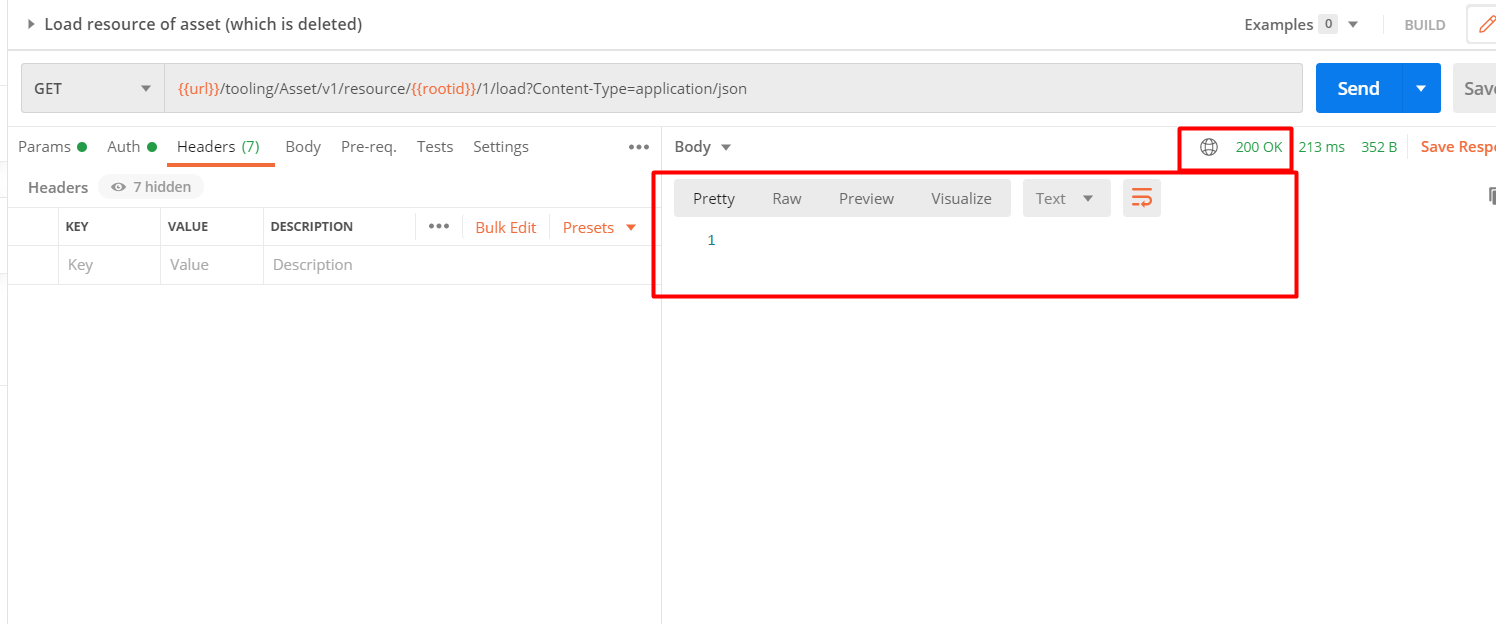 Load resource of asset (which is deleted)
Examples 0
BUILD
GET
{{url}}/tooling/Asset/v1/resource/{{rootid}}/1/load?Content-Type=application/json
Send
Save
Params Auth Headers (7) Body Pre-req. Tests Settings
Body
200 OK 213 ms 352 B Save Respo
Headers 7 hidden
Pretty Raw Preview Visualize Text
KEY VALUE DESCRIPTION Bulk Edit Presets
1
Key Value Description